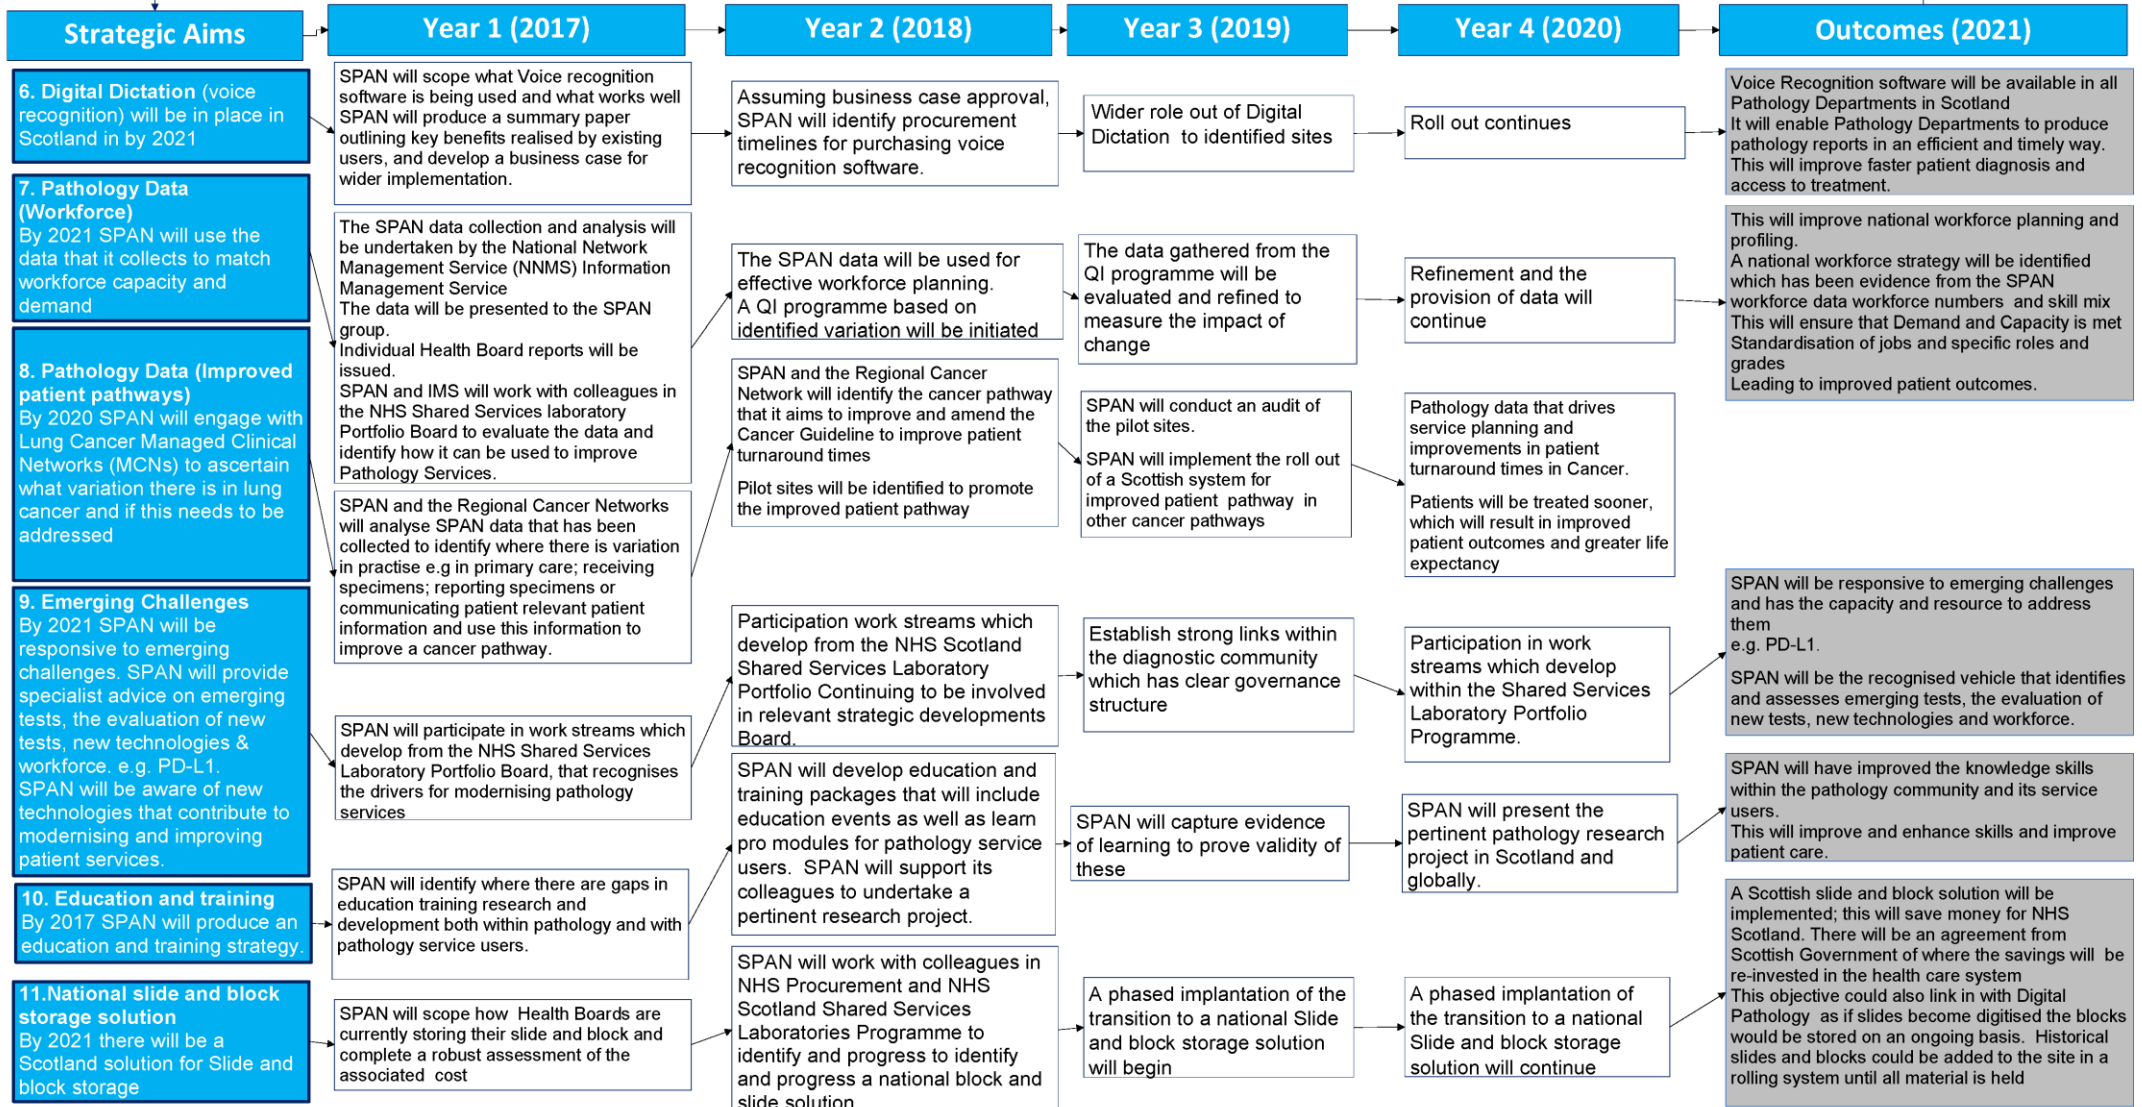 Strategic Aims
Year 1 (2017)
Year 2 (2018)
Year 3 (2019)
Year 4 (2020)
Outcomes (2021)
6. Digital Dictation (voice
recognition) will be in place in
Scotland in by 2021
SPAN will scope what Voice recognition
software is being used and what works well
SPAN will produce a summary paper
outlining key benefits realised by existing
users, and develop a business case for
wider implementation.
Assuming business case approval,
SPAN will identify procurement
timelines for purchasing voice
recognition software.
Wider role out of Digital
Dictation to identified sites
Roll out continues
Voice Recognition software will be available in all
Pathology Departments in Scotland
It will enable Pathology Departments to produce
pathology reports in an efficient and timely way.
This will improve faster patient diagnosis and
access to treatment.
7. Pathology Data
(Workforce)
By 2021 SPAN will use the
data that it collects to match
workforce capacity and
demand
The SPAN data collection and analysis will
be undertaken by the National Network
Management Service (NNMS) Information
Management Service
The data will be presented to the SPAN
group.
Individual Health Board reports will be
issued.
SPAN and IMS will work with colleagues in
the NHS Shared Services laboratory
Portfolio Board to evaluate the data and
identify how it can be used to improve
Pathology Services.
The SPAN data will be used for
effective workforce planning.
A QI programme based on
identified variation will be initiated
The data gathered from the
QI programme will be
evaluated and refined to
measure the impact of
change
Refinement and the
provision of data will
continue
This will improve national workforce planning and
profiling.
A national workforce strategy will be identified
which has been evidence from the SPAN
workforce data workforce numbers and skill mix
This will ensure that Demand and Capacity is met
Standardisation of jobs and specific roles and
grades
Leading to improved patient outcomes.
8. Pathology Data (Improved
patient pathways)
By 2020 SPAN will engage with
Lung Cancer Managed Clinical
Networks (MCNs) to ascertain
what variation there is in lung
cancer and if this needs to be
addressed
SPAN and the Regional Cancer Networks
will analyse SPAN data that has been
collected to identify where there is variation
in practise e.g in primary care; receiving
specimens; reporting specimens or
communicating patient relevant patient
information and use this information to
improve a cancer pathway.
SPAN and the Regional Cancer
Network will identify the cancer pathway
that it aims to improve and amend the
Cancer Guideline to improve patient
turnaround times
Pilot sites will be identified to promote
the improved patient pathway
SPAN will conduct an audit of
the pilot sites.
SPAN will implement the roll out
of a Scottish system for
improved patient pathway in
other cancer pathways
Pathology data that drives
service planning and
improvements in patient
turnaround times in Cancer.
Patients will be treated sooner,
which will result in improved
patient outcomes and greater life
expectancy
9. Emerging Challenges
By 2021 SPAN will be
responsive to emerging
challenges. SPAN will provide
specialist advice on emerging
tests, the evaluation of new
tests, new technologies &
workforce. e.g. PD-L1.
SPAN will be aware of new
technologies that contribute to
modernising and improving
patient services.
SPAN will participate in work streams which
develop from the NHS Shared Services
Laboratory Portfolio Board, that recognises
the drivers for modernising pathology
services
Participation work streams which
develop from the NHS Scotland
Shared Services Laboratory
Portfolio Continuing to be involved
in relevant strategic developments
Board.
Establish strong links within
the diagnostic community
which has clear governance
structure
Participation in work
streams which develop
within the Shared Services
Laboratory Portfolio
Programme.
SPAN will be responsive to emerging challenges
and has the capacity and resource to address
them
e.g. PD-L1.
SPAN will be the recognised vehicle that identifies
and assesses emerging tests, the evaluation of
new tests, new technologies and workforce.
10. Education and training
By 2017 SPAN will produce an
education and training strategy.
SPAN will identify where there are gaps in
education training research and
development both within pathology and with
pathology service users.
SPAN will develop education and
training packages that will include
education events as well as learn
pro modules for pathology service
users. SPAN will support its
colleagues to undertake a
pertinent research project.
SPAN will capture evidence
of learning to prove validity of
these
SPAN will present the
pertinent pathology research
project in Scotland and
globally.
SPAN will have improved the knowledge skills
within the pathology community and its service
users.
This will improve and enhance skills and improve
patient care.
11.National slide and block
storage solution
By 2021 there will be a
Scotland solution for Slide and
block storage
SPAN will scope how Health Boards are
currently storing their slide and block and
complete a robust assessment of the
associated cost
SPAN will work with colleagues in
NHS Procurement and NHS
Scotland Shared Services
Laboratories Programme to
identify and progress to identify
and progress a national block and
slide solution
A phased implantation of the
transition to a national Slide
and block storage solution
will begin
A phased implantation of
the transition to a national
Slide and block storage
solution will continue
A Scottish slide and block solution will be
implemented; this will save money for NHS
Scotland. There will be an agreement from
Scottish Government of where the savings will be
re-invested in the health care system
This objective could also link in with Digital
Pathology as if slides become digitised the blocks
would be stored on an ongoing basis. Historical
slides and blocks could be added to the site in a
rolling system until all material is held